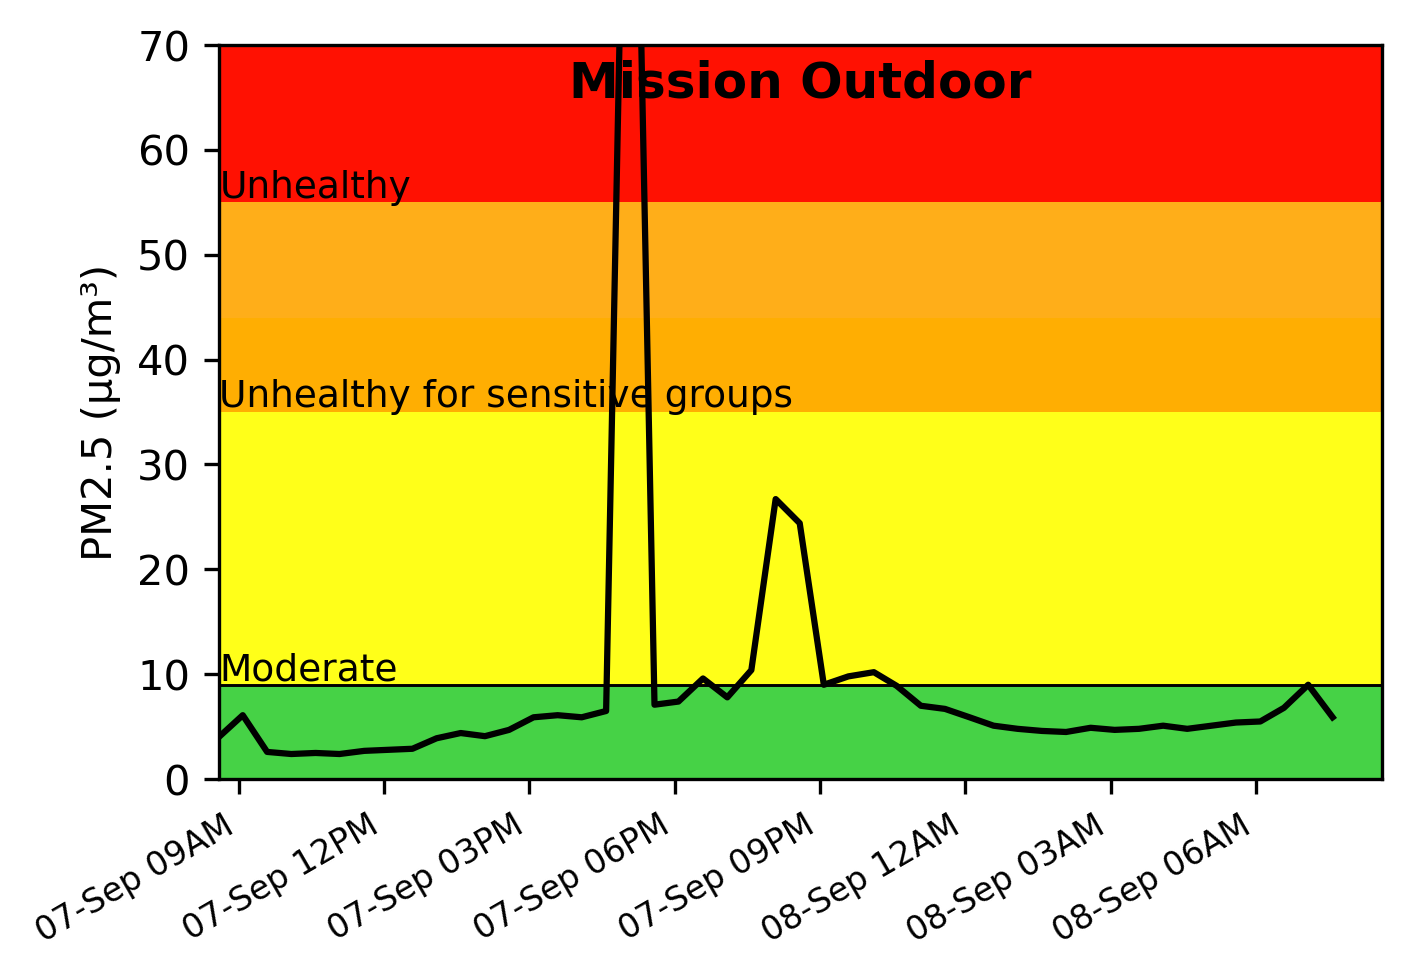 Mission Outdoor
PM2.5 (µg/m³)
70
60
50
40
30
20
10
0
Unhealthy
Unhealthy for sensitive groups
Moderate
07-Sep 09AM
07-Sep 12PM
07-Sep 03PM
07-Sep 06PM
07-Sep 09PM
08-Sep 12AM
08-Sep 03AM
08-Sep 06AM